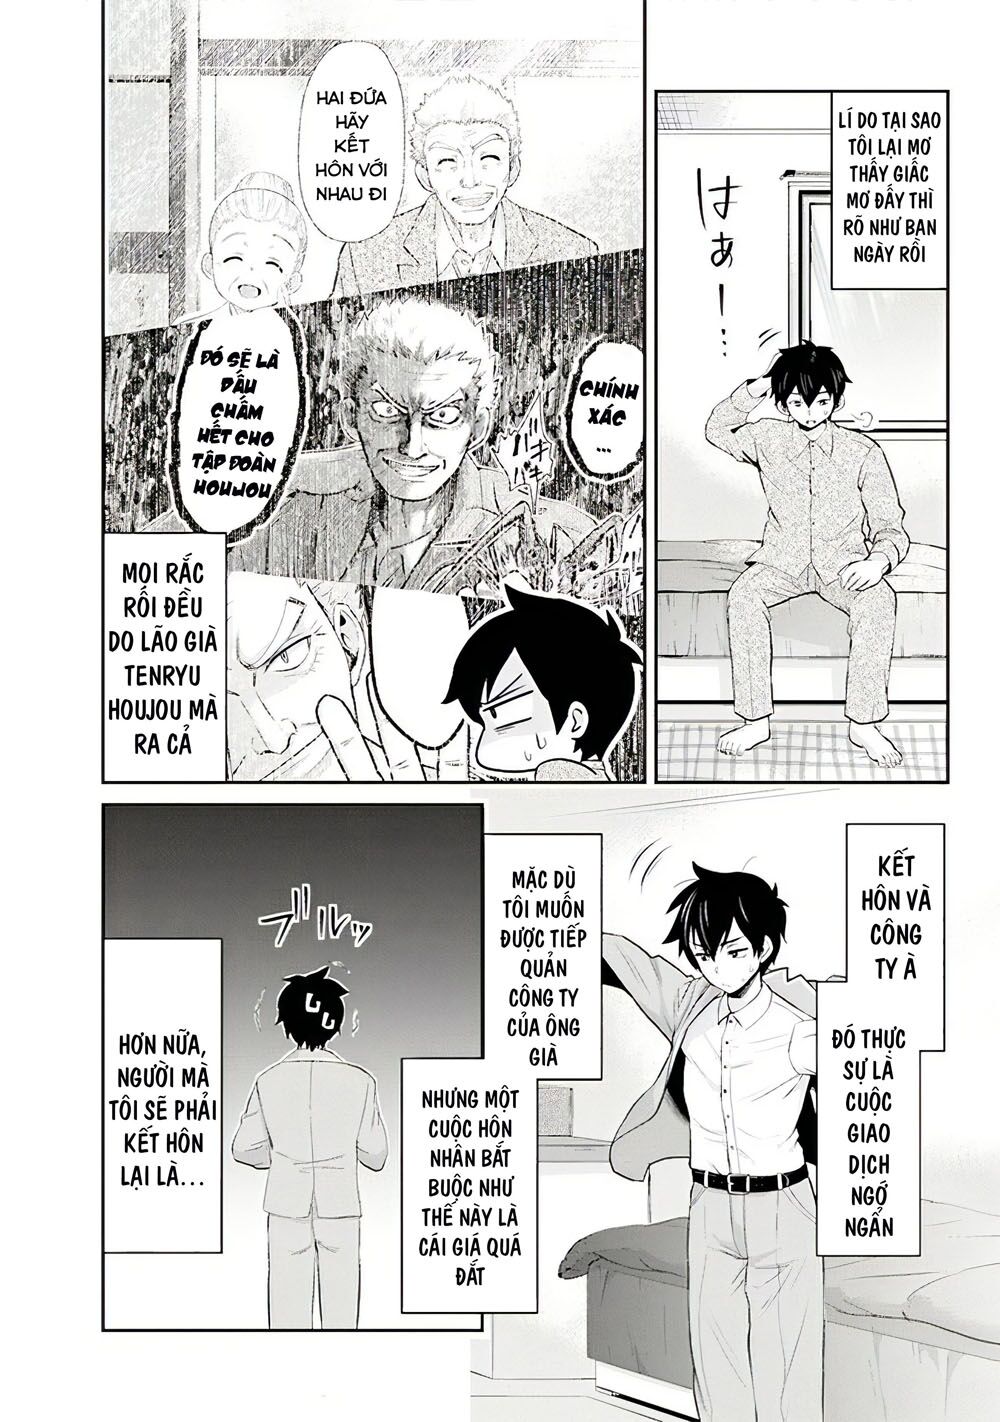 LÍ DO TẠI SAO
TÔI LẠI MƠ
THẤY GIẤC
MƠ ĐẤY THÌ
RÕ NHƯ BAN
NGÀY RỒI
はぁー…
HAI ĐỨA
HÃY
KẾT
HÔN VỚI
NHAU ĐI
CHÍNH
XÁC
...
ĐÓ SẼ LÀ
DẤU
CHẤM
HẾT CHO
TẬP ĐOÀN
HOUJOU
MỌI RẮC
RỐI ĐỀU
DO LÃO GIÀ
TENRYU
HOUJOU MÀ
RA CẢ
KẾT
HÔN VÀ
CÔNG
TY À
ĐÓ THỰC
SỰ LÀ
CUỘC
GIAO
DỊCH
NGỚ
NGẨN
MẶC DÙ
TÔI MUỐN
ĐƯỢC TIẾP
QUẢN
CÔNG TY
CỦA ÔNG
GIÀ
NHƯNG MỘT
CUỘC HÔN
NHÂN BẮT
BUỘC NHƯ
THẾ NÀY LÀ
CÁI GIÁ QUÁ
ĐẮT
ブルッ
HƠN NỮA,
NGƯỜI MÀ
TÔI SẼ PHẢI
KẾT HÔN
LẠI LÀ...